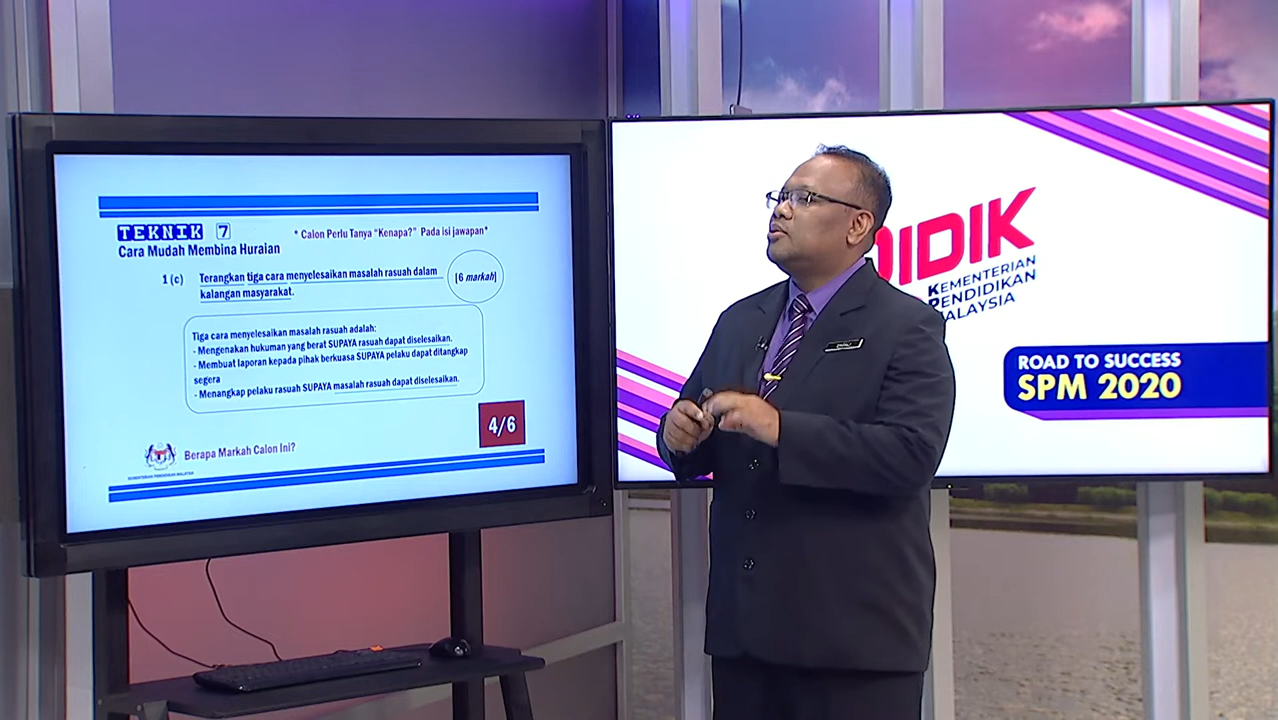 TEKNIK 7
* Calon Perlu Tanya "Kenapa?" Pada isi jawapan*
Cara Mudah Membina Huraian
1 (c) Terangkan tiga cara menyelesaikan masalah rasuah dalam
kalangan masyarakat.
[6 markah]
Tiga cara menyelesaikan masalah rasuah adalah:
- Mengenakan hukuman yang berat SUPAYA rasuah dapat diselesaikan.
- Membuat laporan kepada pihak berkuasa SUPAYA pelaku dapat ditangkap
segera
- Menangkap pelaku rasuah SUPAYA masalah rasuah dapat diselesaikan.
4/6
Berapa Markah Calon Ini?
KEMENTERIAN PENDIDIKAN MALAYSIA
DIDIK
KEMENTERIAN
PENDIDIKAN
MALAYSIA
ROAD TO SUCCESS
SPM 2020